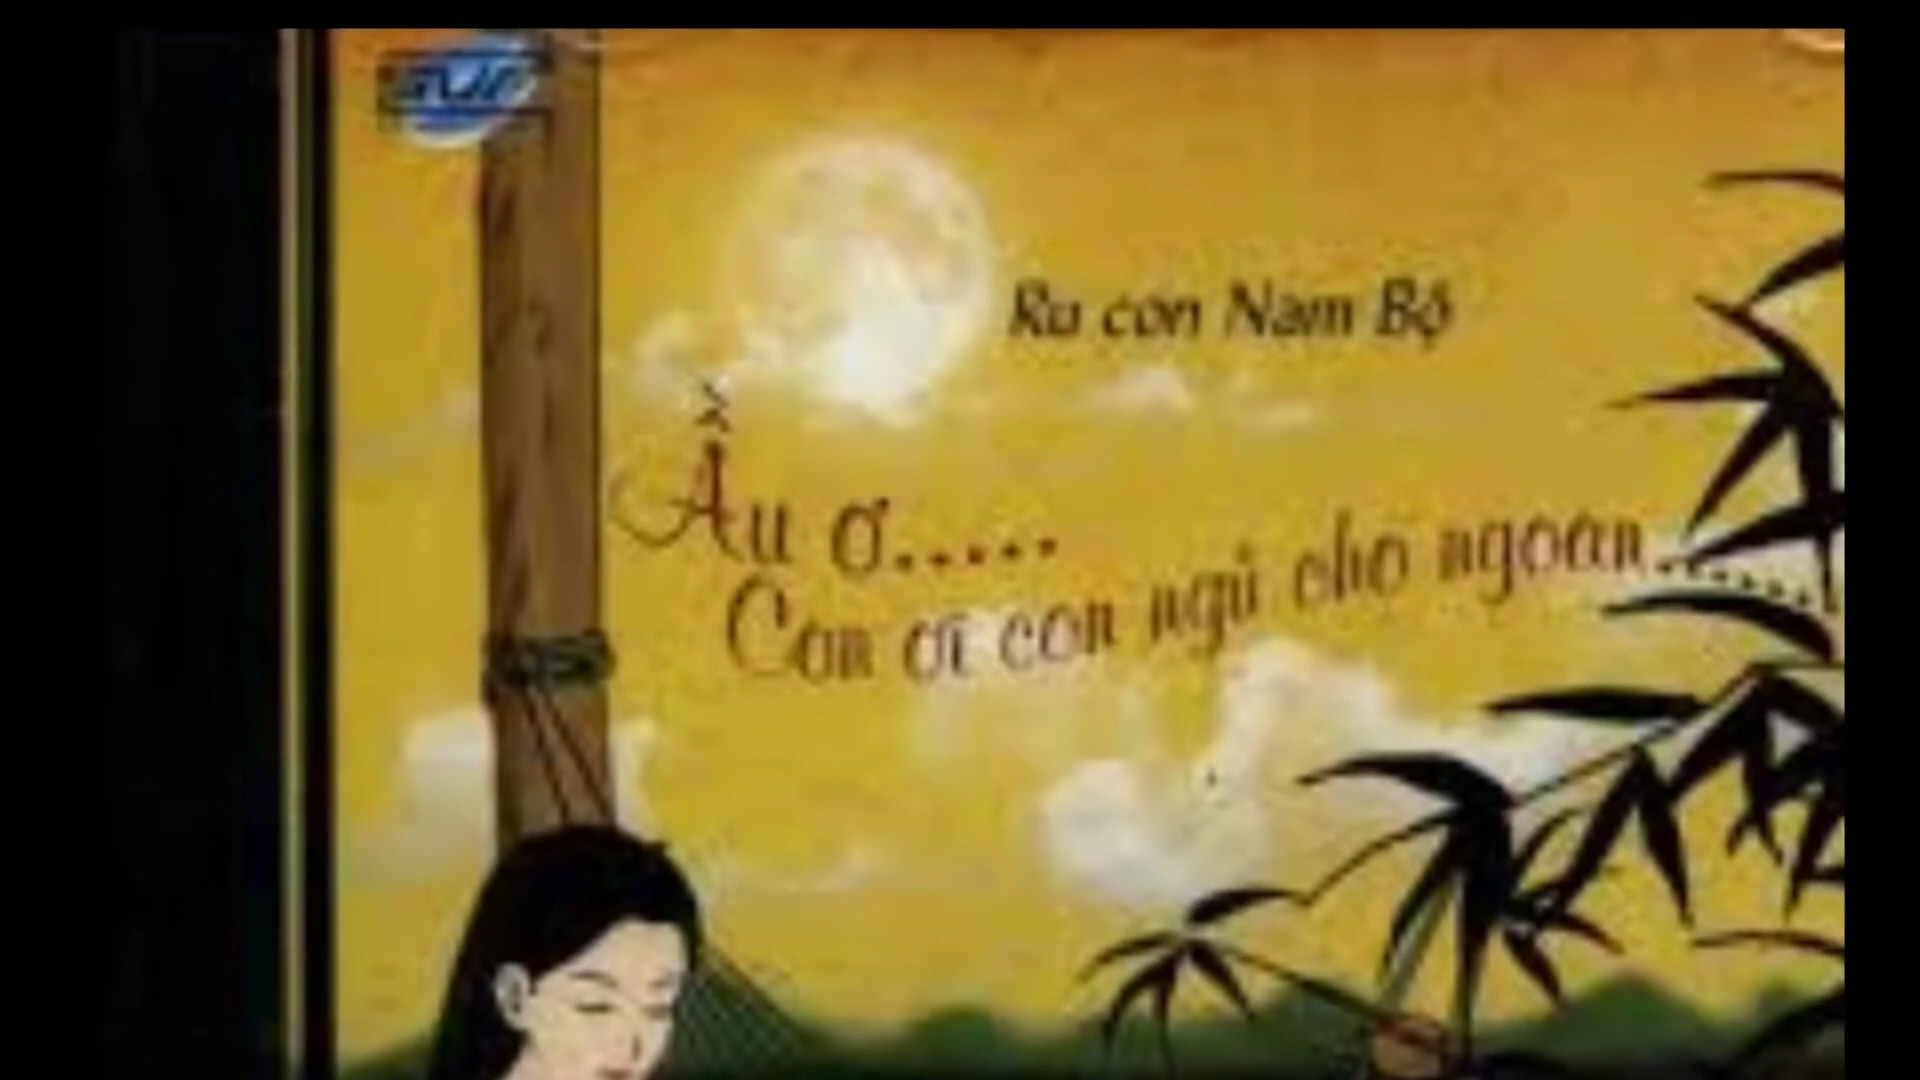 Ru con Nam Bộ
Ầu ơ.....
Con ơi con ngủ cho ngoan.......